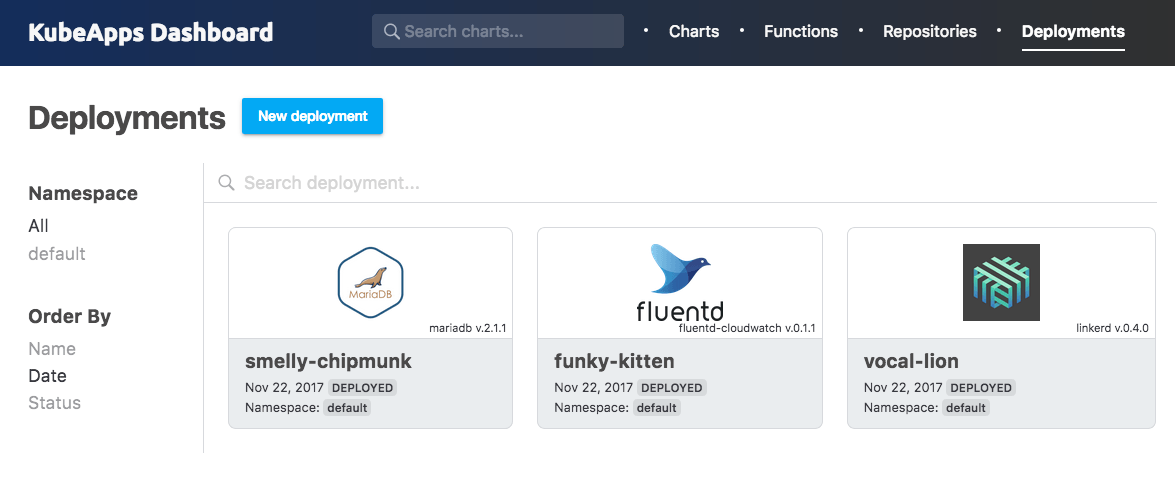 KubeApps Dashboard
Search charts...
• Charts • Functions • Repositories • Deployments
Deployments
New deployment
Namespace
All
default
Order By
Name
Date
Status
Search deployment...
MariaDB
mariadb v.2.1.1
smelly-chipmunk
Nov 22, 2017 DEPLOYED
Namespace: default
fluentd
fluentd-cloudwatch v.0.1.1
funky-kitten
Nov 22, 2017 DEPLOYED
Namespace: default
linkerd v.0.4.0
vocal-lion
Nov 22, 2017 DEPLOYED
Namespace: default